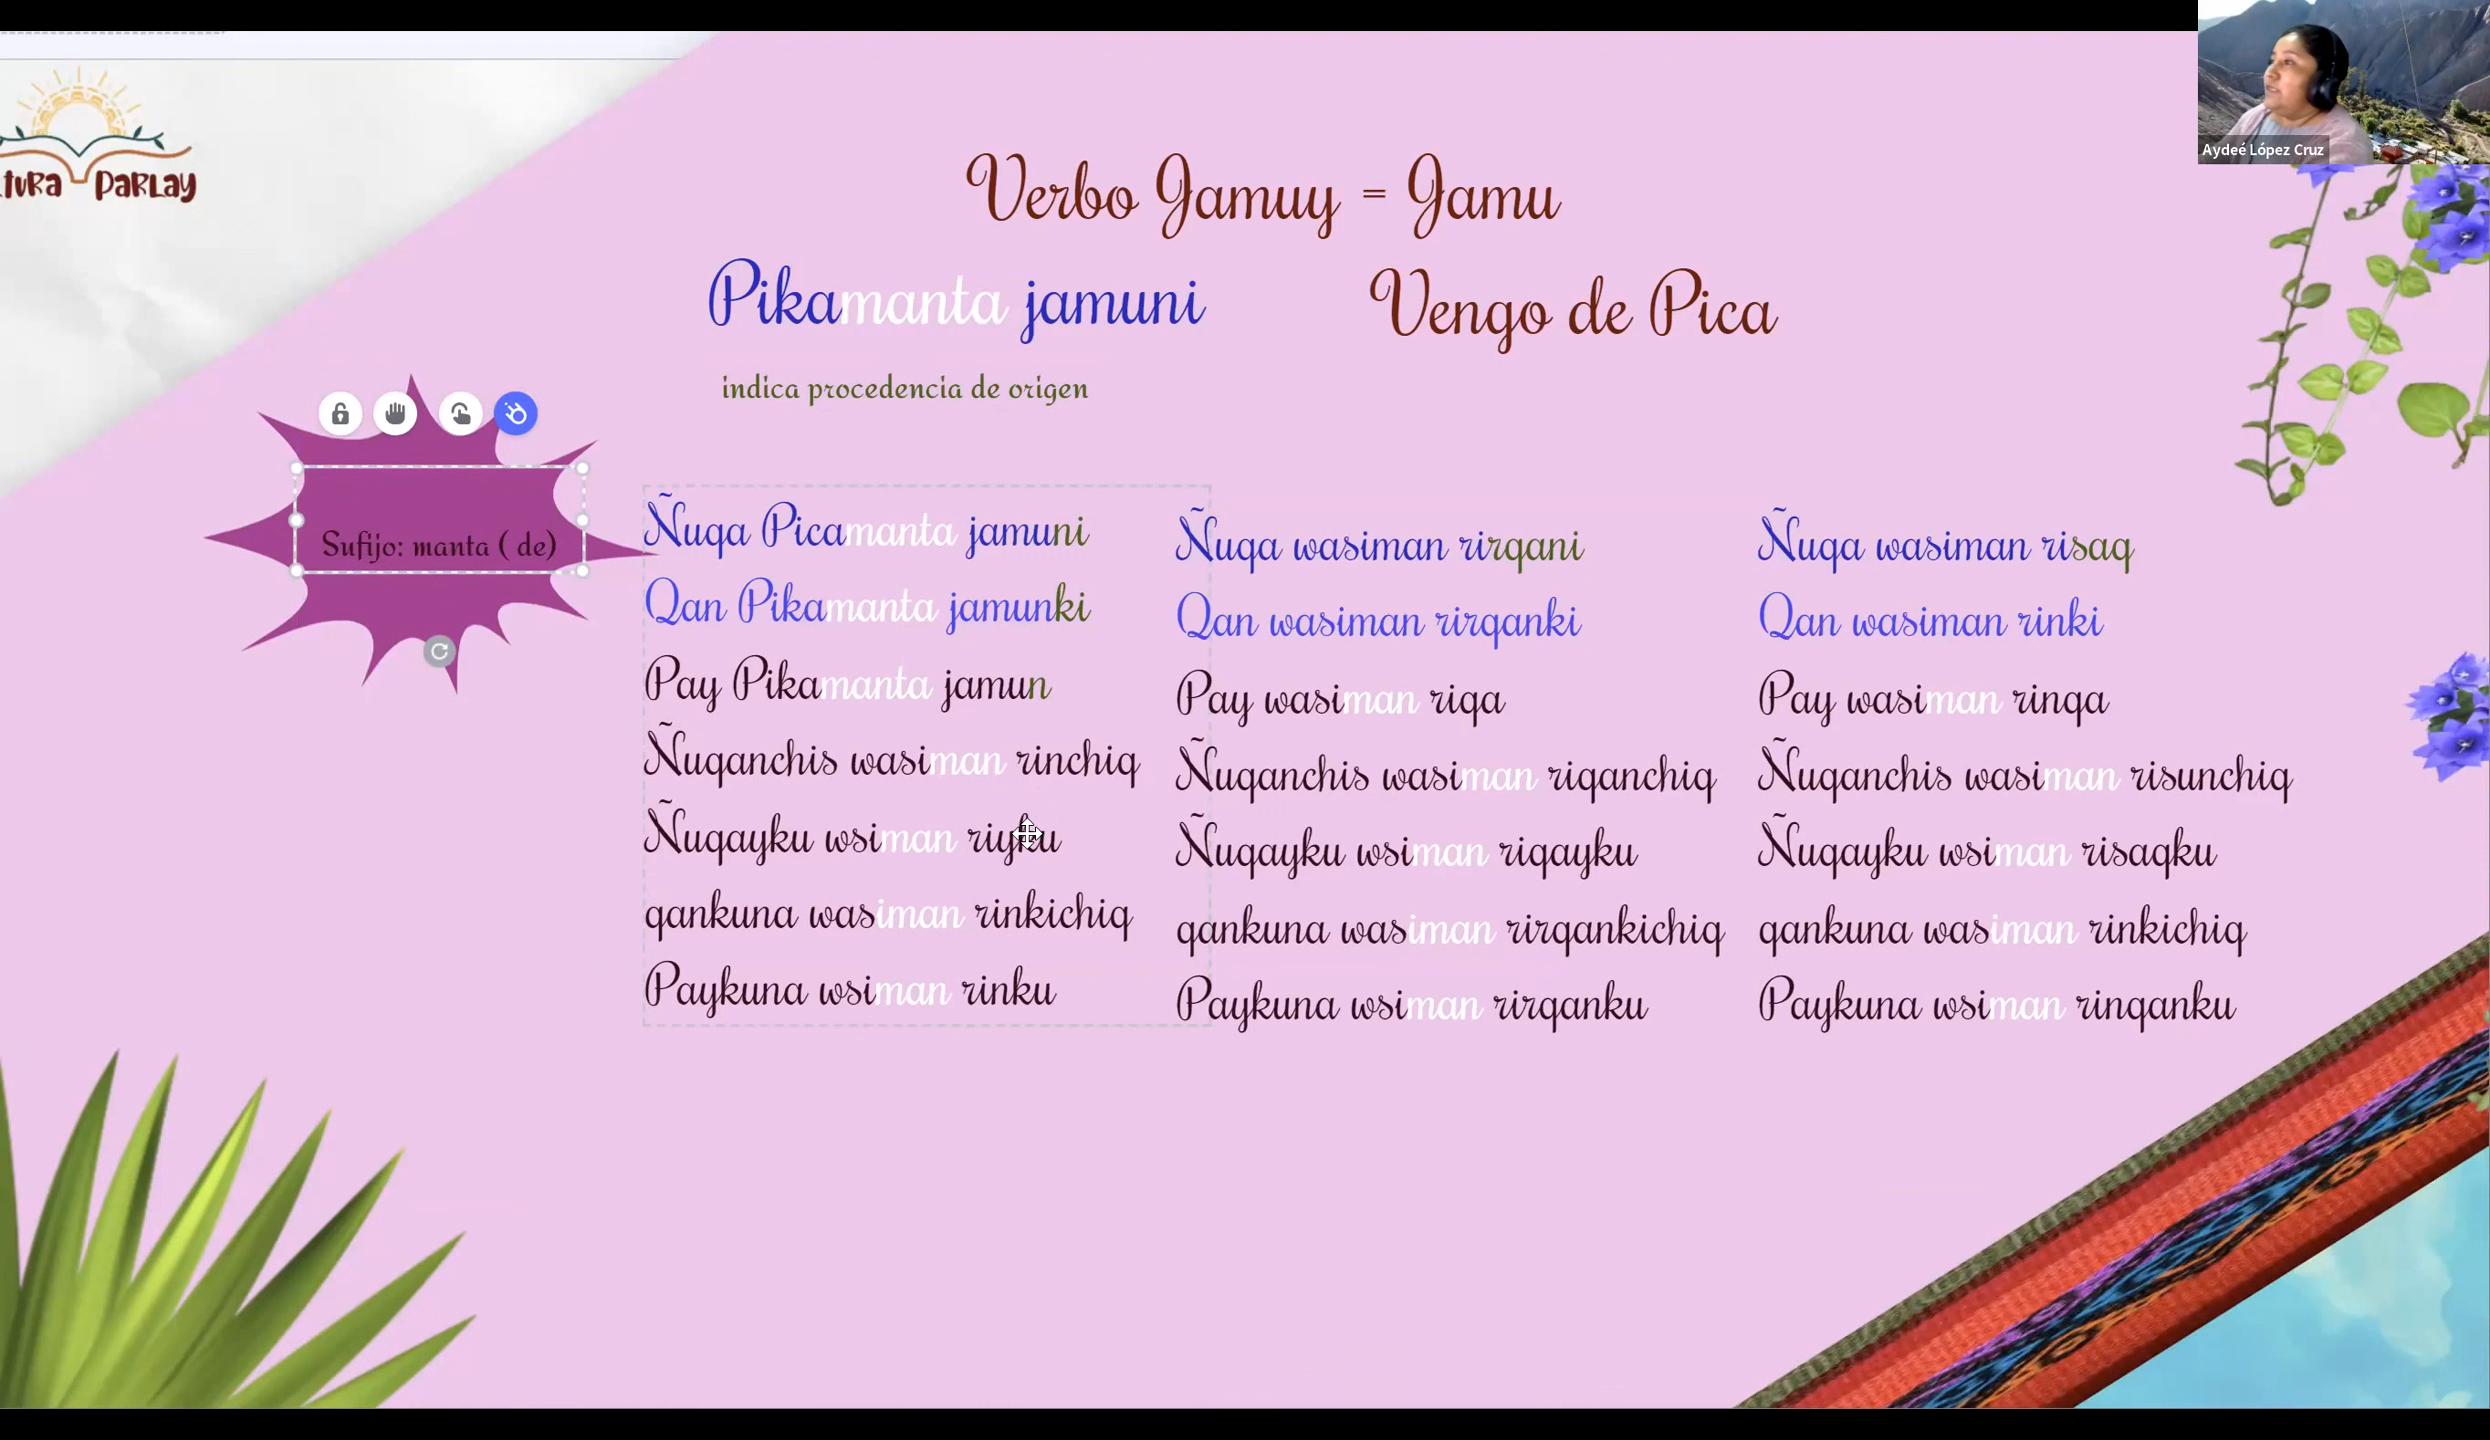 tura Parlay
Aydeé López Cruz
Verbo Jamuy = Jamu
Pikamanta jamuni
Vengo de Pica
indica procedencia de origen
Sufijo: manta ( de)
Ñuqa Picamanta jamuni
Qan Pikamanta jamunki
Pay Pikamanta jamun
Ñuqanchis wasiman rinchiq
Ñuqayku wsiman riyku
qankuna wasiman rinkichiq
Paykuna wsiman rinku
Ñuqa wasiman rirqani
Qan wasiman rirqanki
Pay wasiman riqa
Ñuqanchis wasiman riqanchiq
Ñuqayku wsiman riqayku
qankuna wasiman rirqankichiq
Paykuna wsiman rirqanku
Ñuqa wasiman risaq
Qan wasiman rinki
Pay wasiman rinqa
Ñuqanchis wasiman risunchiq
Ñuqayku wsiman risaqku
qankuna wasiman rinkichiq
Paykuna wsiman rinqanku